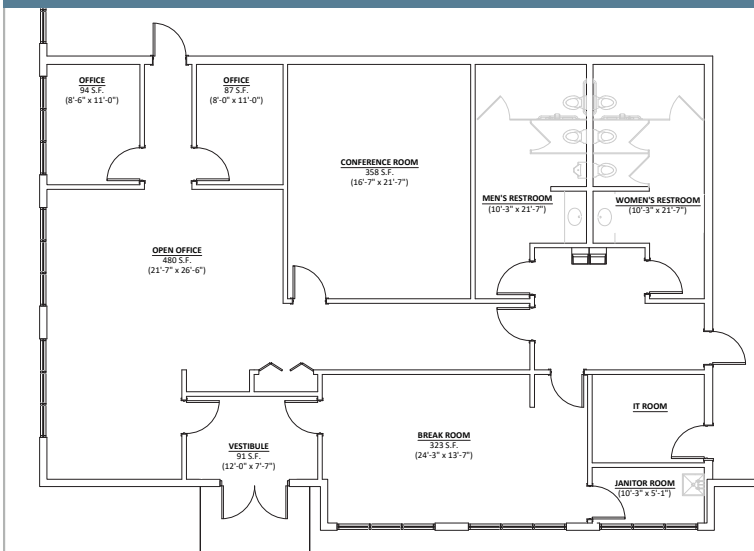 OFFICE
94 S.F.
(8'-6" x 11'-0")
OFFICE
87 S.F.
(8'-0" x 11'-0")
CONFERENCE ROOM
358 S.F.
(16'-7" x 21'-7")
MEN'S RESTROOM
(10'-3" x 21'-7")
WOMEN'S RESTROOM
(10'-3" x 21'-7")
OPEN OFFICE
480 S.F.
(21'-7" x 26'-6")
IT ROOM
BREAK ROOM
323 S.F.
(24'-3" x 13'-7")
VESTIBULE
91 S.F.
(12'-0" x 7'-7")
JANITOR ROOM
(10'-3" x 5'-1")